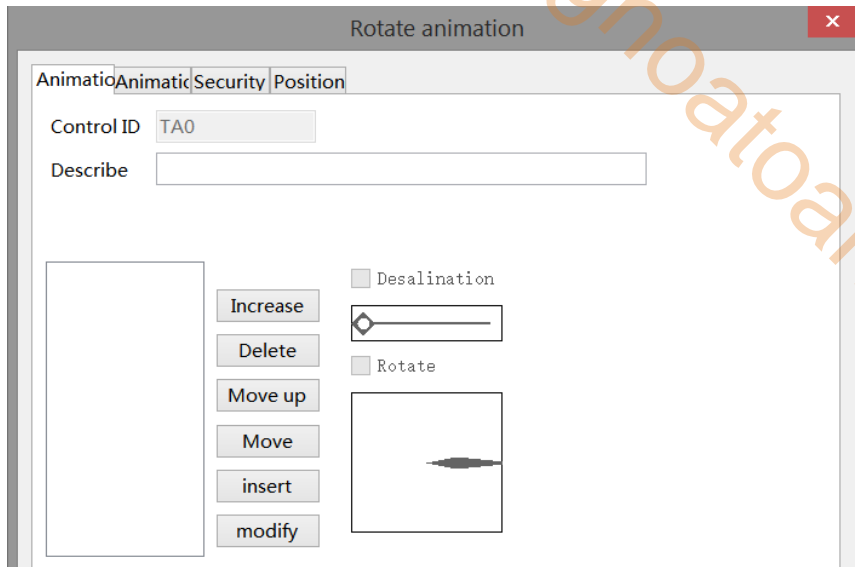 Rotate animation
Animatio Animatic Security Position
Control ID TA0
Describe
Desalination
Increase
Delete
Rotate
Move up
Move
insert
modify